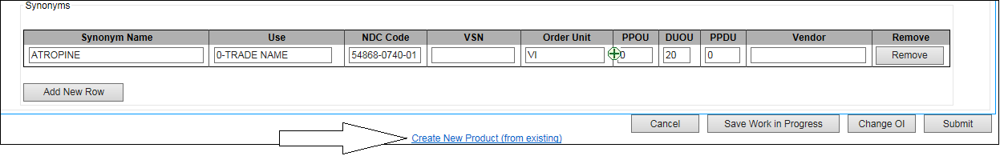 Synonyms
Synonym Name Use NDC Code VSN Order Unit PPOU DUOU PPDU Vendor Remove
ATROPINE 0-TRADE NAME 54868-0740-01 VI 0 20 0 Remove
Add New Row
Cancel Save Work in Progress Change OI Submit
Create New Product (from existing)